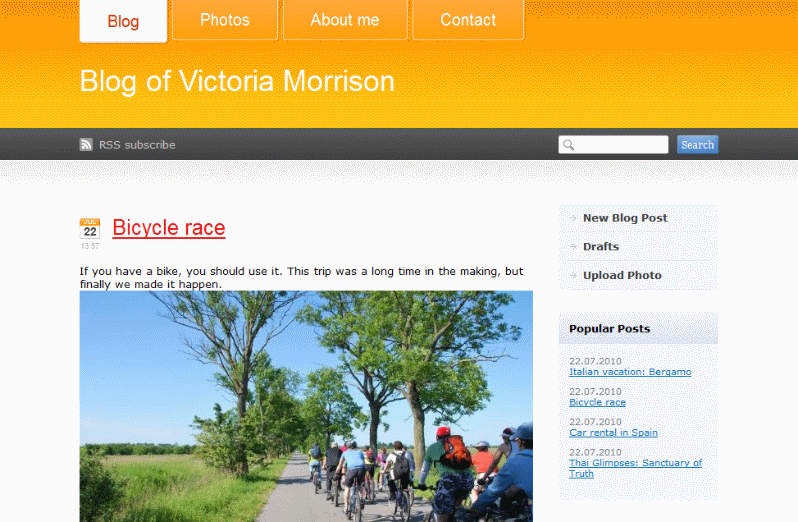 Blog
Photos
About me
Contact
Blog of Victoria Morrison
RSS subscribe
Search
JUL
22
13:57
Bicycle race
If you have a bike, you should use it. This trip was a long time in the making, but
finally we made it happen.
New Blog Post
Drafts
Upload Photo
Popular Posts
22.07.2010
Italian vacation: Bergamo
22.07.2010
Bicycle race
22.07.2010
Car rental in Spain
22.07.2010
Thai Glimpses: Sanctuary of
Truth